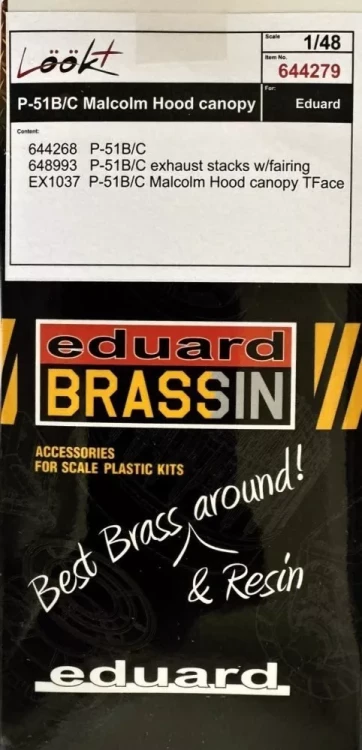 Löökt
Scale
1/48
Item No.
644279
P-51B/C Malcolm Hood canopy
For:
Eduard
Content:
644268 P-51B/C
648993 P-51B/C exhaust stacks w/fairing
EX1037 P-51B/C Malcolm Hood canopy TFace
eduard
BRASSIN
ACCESSORIES
FOR SCALE PLASTIC KITS
Best Brass around!
& Resin
eduard